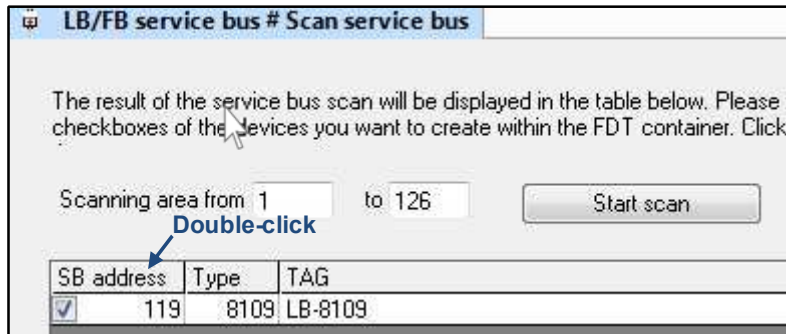 LB/FB service bus # Scan service bus
The result of the service bus scan will be displayed in the table below. Please
checkboxes of the devices you want to create within the FDT container. Click
Scanning area from 1 to 126 Start scan
Double-click
SB address Type TAG
119 8109 LB-8109